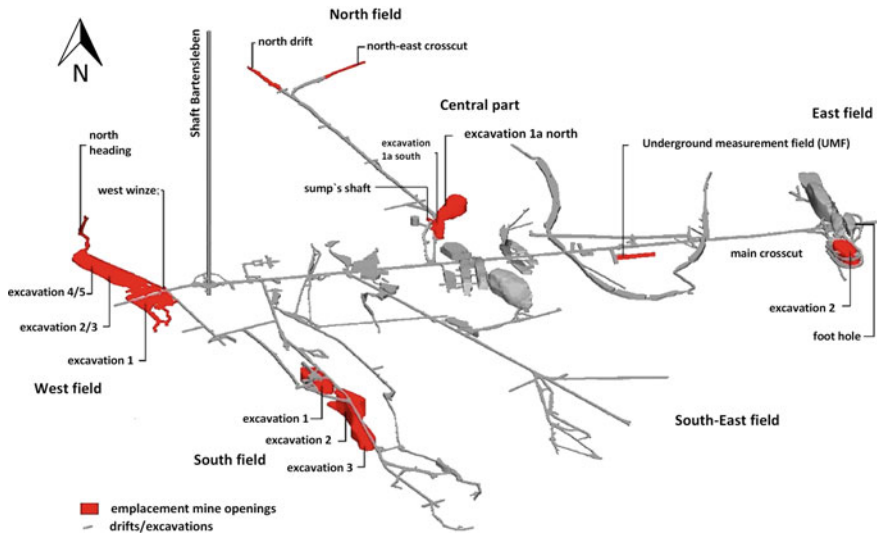 North field
north drift
north-east crosscut
N
Shaft Bartensleben
Central part
East field
north
heading
excavation
1a south
excavation 1a north
Underground measurement field (UMF)
west winze:
sump`s shaft
main crosscut
excavation 4/5
excavation 2/3
excavation 1
excavation 2
foot hole
West field
excavation 1
excavation 2
excavation 3
South-East field
South field
emplacement mine openings
drifts/excavations